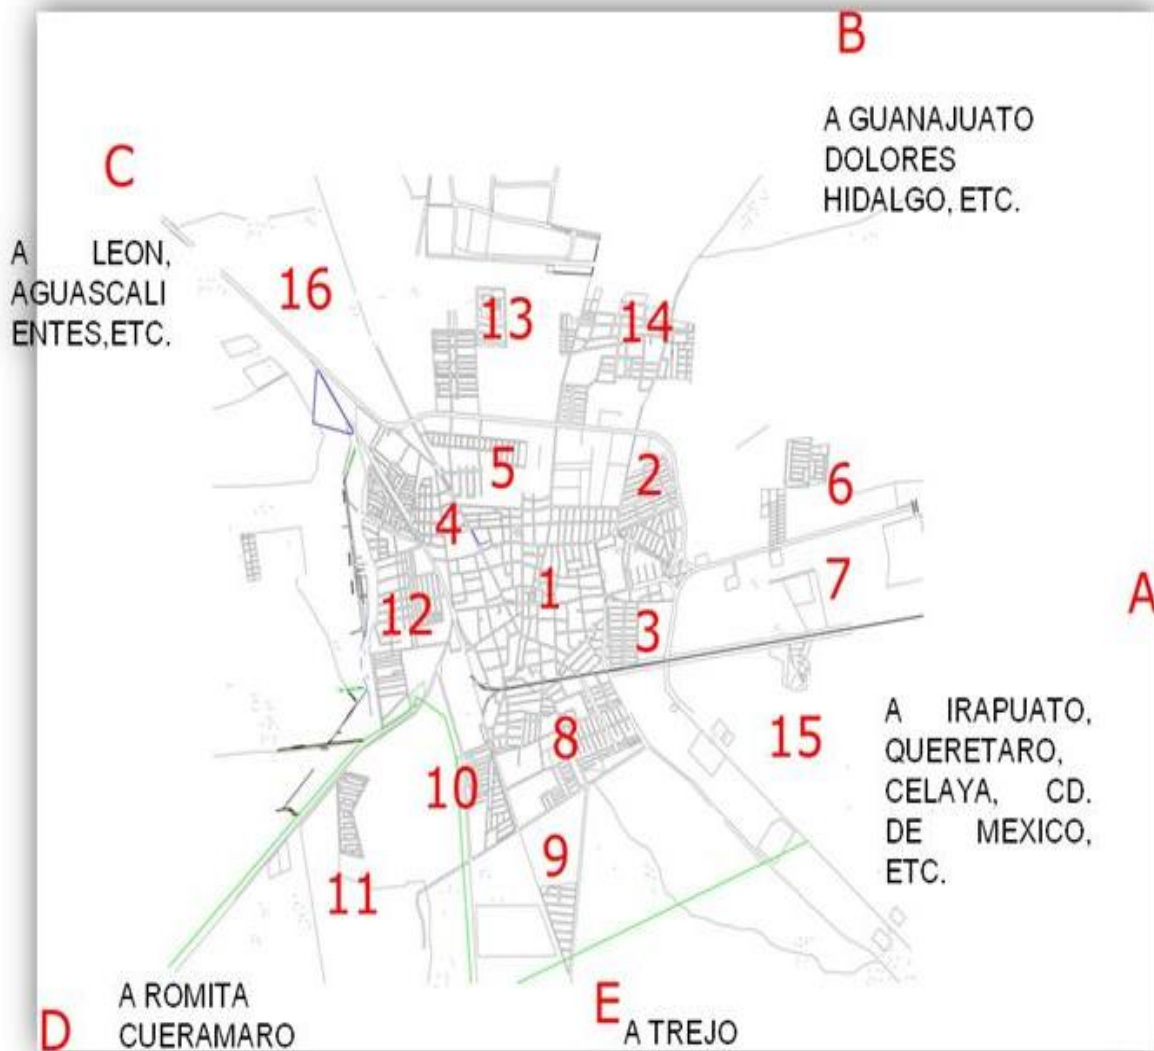 B
A GUANAJUATO
DOLORES
HIDALGO, ETC.
C
A LEON,
AGUASCALI
ENTES,ETC.
16
13
14
5
2
6
4
1
7
12
3
A
8
15
A IRAPUATO,
QUERETARO,
CELAYA, CD.
DE MEXICO,
ETC.
10
9
11
D
A ROMITA
CUERAMARO
E
A TREJO